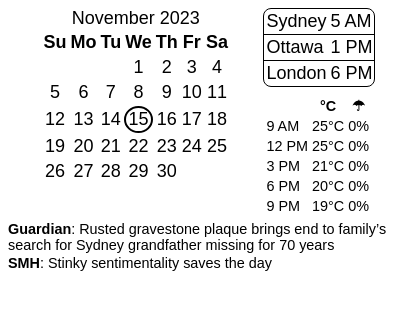 November 2023
Su Mo Tu We Th Fr Sa
1 2 3 4
5 6 7 8 9 10 11
12 13 14 15 16 17 18
19 20 21 22 23 24 25
26 27 28 29 30
Sydney 5 AM
Ottawa 1 PM
London 6 PM
°C ☂
9 AM 25°C 0%
12 PM 25°C 0%
3 PM 21°C 0%
6 PM 20°C 0%
9 PM 19°C 0%
Guardian: Rusted gravestone plaque brings end to family’s
search for Sydney grandfather missing for 70 years
SMH: Stinky sentimentality saves the day